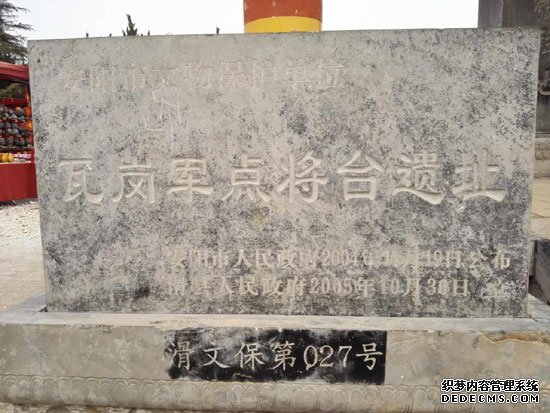 安阳市文物保护单位
瓦岗军点将台遗址
安阳市人民政府2004年1月19日公布
滑县人民政府2005年10月30日
滑文保第027号
织梦内容管理系统
DEDECMS.COM